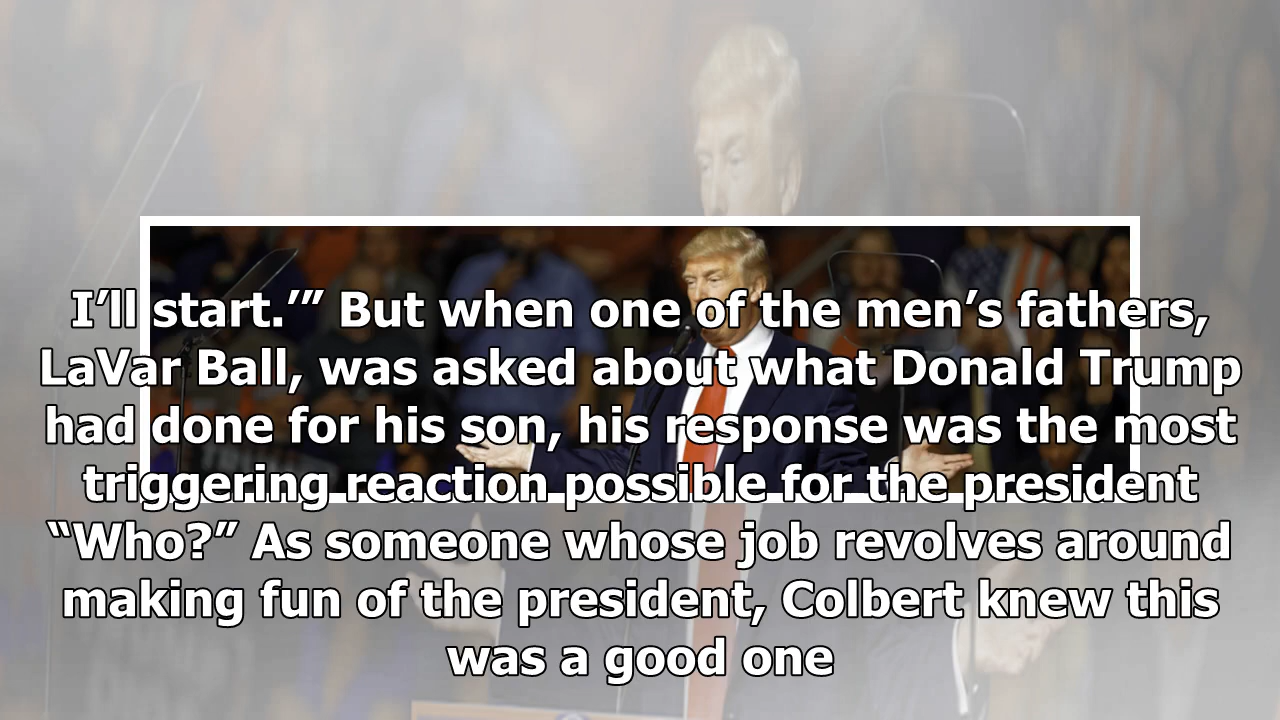 I’ll start.’” But when one of the men’s fathers,
LaVar Ball, was asked about what Donald Trump
had done for his son, his response was the most
triggering reaction possible for the president
“Who?” As someone whose job revolves around
making fun of the president, Colbert knew this
was a good one